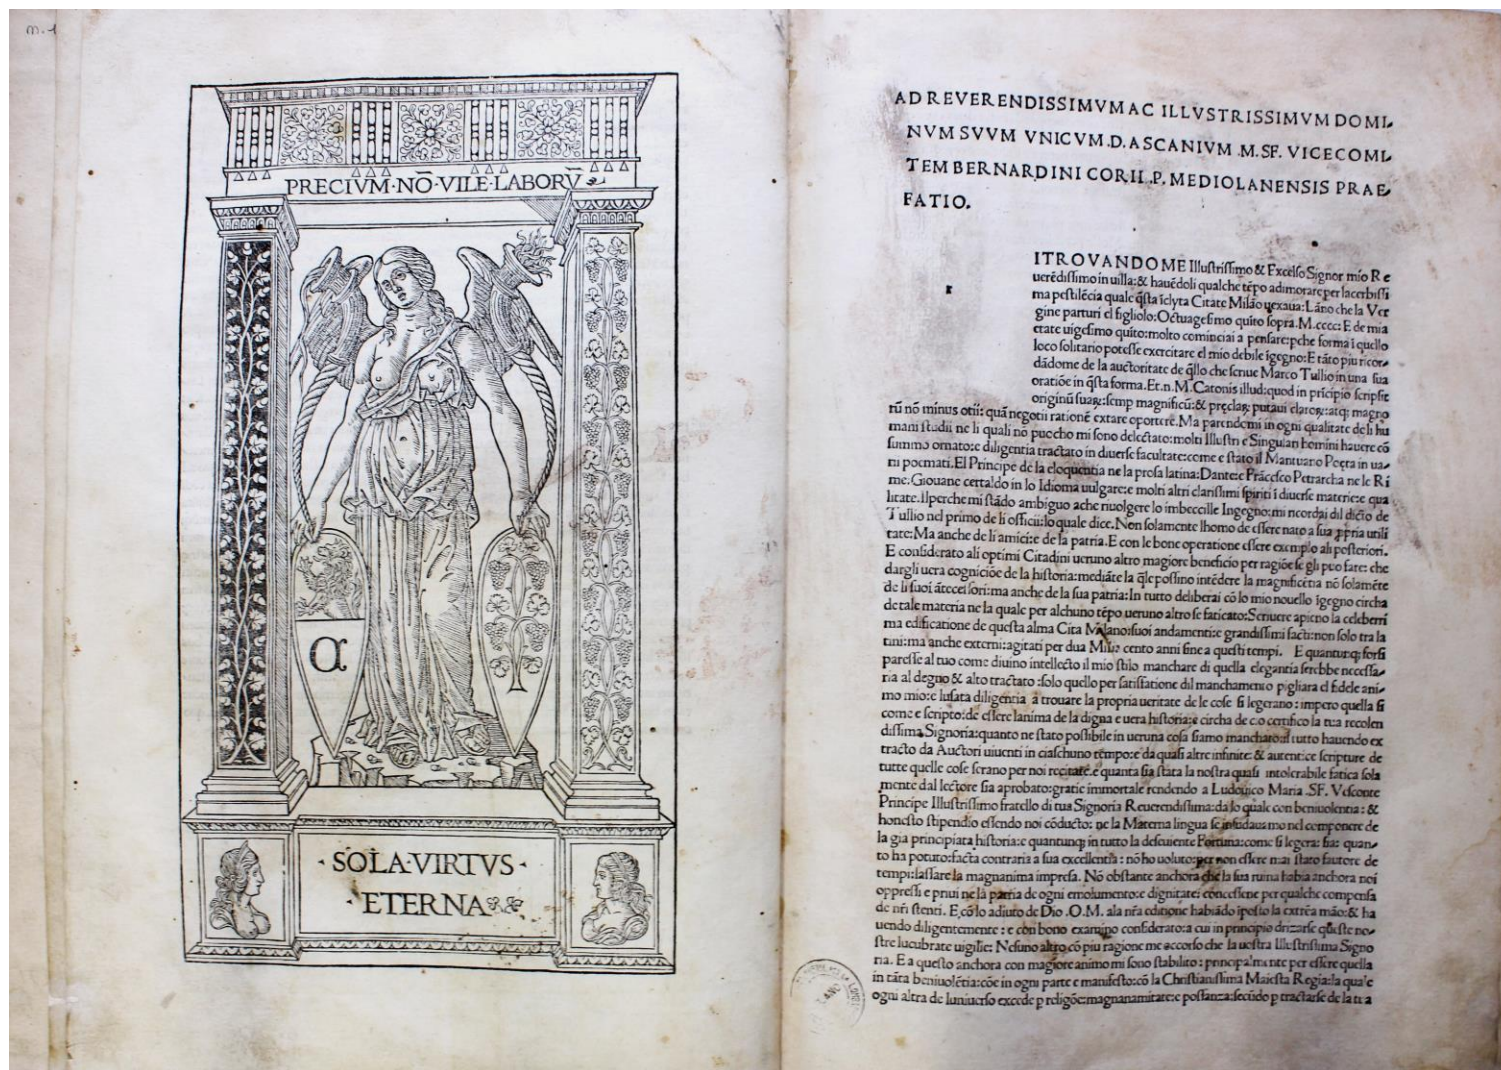 m. 1
PRECIVM·NŌ·VILE·LABORV̄
α
SOLA·VIRTVS·
·ETERNA
AD REVERENDISSIMVM AC ILLVSTRISSIMVM DOMI-
NVM SVVM VNICVM.D.ASCANIVM .M.SF. VICECOMI-
TEM BERNARDINI CORII .P. MEDIOLANENSIS PRAE-
FATIO.
ITROVANDOME Illustrissimo & Excelso Signor mio Re
uerēdissimo in uilla:& hauēdoli qualche tēpo adimorare per lacerbissi
ma pestilēcia quale q̄sta īclyta Citate Milāo uexaua: Lāno che la Ver
gine parturi el figliolo: Octuagesimo quīto sopra. M.cccc: E de mia
etate uigesimo quīto:molto cominciai a pensare:pche forma ī quello
loco solitario potesse exercitare el mio debile īgegno: E tāto piu ricor-
dādome de la auctoritate de q̄llo che scriue Marco Tullio in una sua
oratiōe in q̄sta forma. Et.n. M. Catonis illud:quod in pricipio scripsit
originū suaꝝ:semp magnificū:& pręclaꝝ putaui claroꝝ:atq; magno
rū nō minus otii: quā negotii rationē extare oportere. Ma parendemi in ogni qualitate de li hu
mani studii ne li quali nō puocho mi sono delectato:molti Illustri e Singulari homini hauere cō
summo ornato:e diligentia tractato in diuerse facultate:come e stato il Mantuano Poeta in ua-
rii poemati. El Principe de la eloquentia ne la prosa latina: Dante:e Frācesco Petrarcha ne le Ri
me. Giouane certaldo in lo Idioma uulgare:e molti altri clarissimi spiriti ī diuerse materie:e qua
litate. Ilperche mi stādo ambiguo ache riuolgere lo imbecille Ingegno:mi ricordai dil dicto de
Tullio nel primo de li officii:lo quale dice. Non solamente lhomo de essere nato a sua ꝓpria utili
tate: Ma anche de li amici:e de la patria. E con le bone operatione essere exemplo ali posteriori.
E considerato ali optimi Citadini ueruno altro magiore beneficio per ragiōe se gli puo fare: che
dargli uera cogniciōe de la historia:mediāte la q̄le possino intēdere la magnificētia nō solamēte
de li suoi ātecessori:ma anche de la sua patria: In tutto deliberai cō lo mio nouello īgegno circha
de tale materia ne la quale per alchuno tēpo ueruno altro se faticato: Scriuere apieno la celeberri
ma edificatione de questa alma Cita Milano:suoi andamenti:e grandissimi facti:non solo tra la
tini:ma anche externi:agitati per dua Milia cento anni fine a questi tempi. E quantunq; forsi
paresse al tuo come diuino intellecto il mio stilo manchare di quella elegantia serebbe necessa-
ria al degno & alto tractato :solo quello per satisfatione dil manchamento pigliara el fidele ani-
mo mio:e lusata diligentia a trouare la propria ueritate de le cose si legerano : impero quella si
come e scripto:de essere lanima de la digna e uera historia:e circha de cio certifico la tua recolen
dissima Signoria:quanto ne stato possibile in ueruna cosa siamo manchato:al tutto hauendo ex
tracto da Auctori uiuenti in ciaschuno tempo:e da quasi altre infinite: & autentice scripture de
tutte quelle cose serano per noi recitate.e quanta sia stata la nostra quasi intolerabile fatica sola
mente dal lectore sia aprobato:gratie immortale rendendo a Ludouico Maria .SF. Vesconte
Principe Illustrissimo fratello di tua Signoria Reuerendissima:da lo quale con beniuolentia : &
honesto stipendio essendo noi cōducto: ne la Materna lingua se insudauamo nel componere de
la gia principiata historia:e quantunq; in tutto la deseuiente Fortuna:come si legera: sia: quan-
to ha potuto:facta contraria a sua excellentia : nō ho uoluto:per non essere mai stato fautore de
tempi:lassare la magnanima impresa. Nō obstante anchora che la sua ruina habia anchora noi
oppressi e priui ne la patria de ogni emolumento:e dignitate:concessene per qualche compensa
de nri stenti. E cō lo adiuto de Dio .O.M. ala nra editione habiādo īposto la extrēa māo:& ha
uendo diligentemente : e con bono examino considerato:a cui in principio drizarse queste no-
stre lucubrate uigilie: Nesuno altro cō piu ragione me accorso che la uostra Illustrissima Signo
ria. E a questo anchora con magiore animo mi sono stabilito : principalmente per essere quella
in tāta beniuolētia:cōe in ogni parte e manifesto:cō la Christianissima Maiesta Regia:la quale
ogni altra de luniuerso excede p religiōe:magnanamitate:e possanza:secūdo p tractarse de la tua